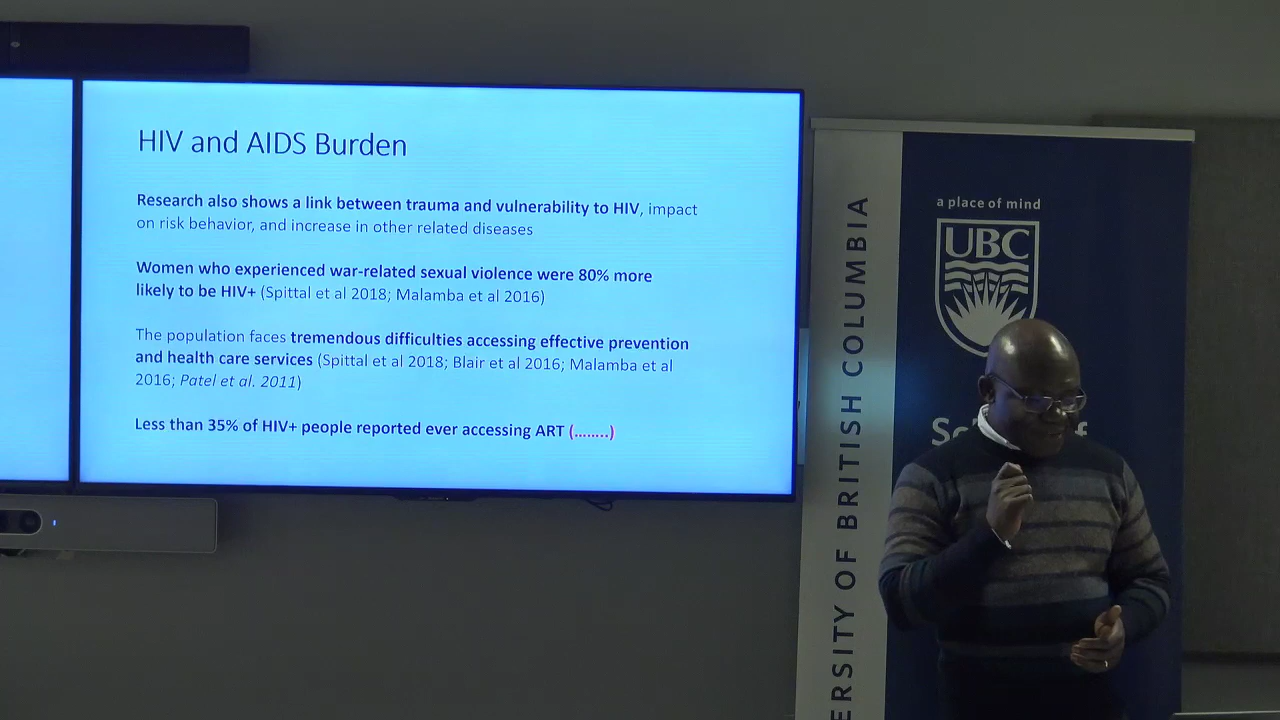 HIV and AIDS Burden
Research also shows a link between trauma and vulnerability to HIV, impact
on risk behavior, and increase in other related diseases
Women who experienced war-related sexual violence were 80% more
likely to be HIV+ (Spittal et al 2018; Malamba et al 2016)
The population faces tremendous difficulties accessing effective prevention
and health care services (Spittal et al 2018; Blair et al 2016; Malamba et al
2016; Patel et al. 2011)
Less than 35% of HIV+ people reported ever accessing ART (........)
ERSITY OF BRITISH COLUMBIA
a place of mind
UBC